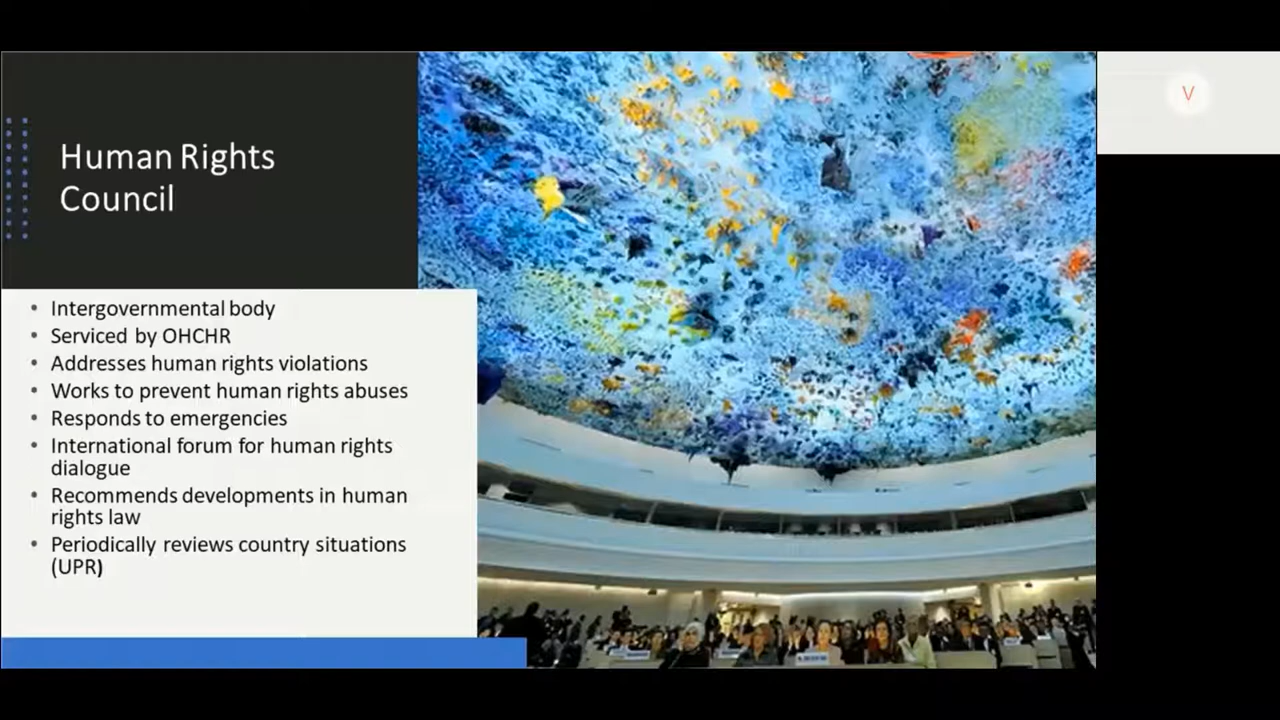 Human Rights
Council
• Intergovernmental body
• Serviced by OHCHR
• Addresses human rights violations
• Works to prevent human rights abuses
• Responds to emergencies
• International forum for human rights
dialogue
• Recommends developments in human
rights law
• Periodically reviews country situations
(UPR)
V